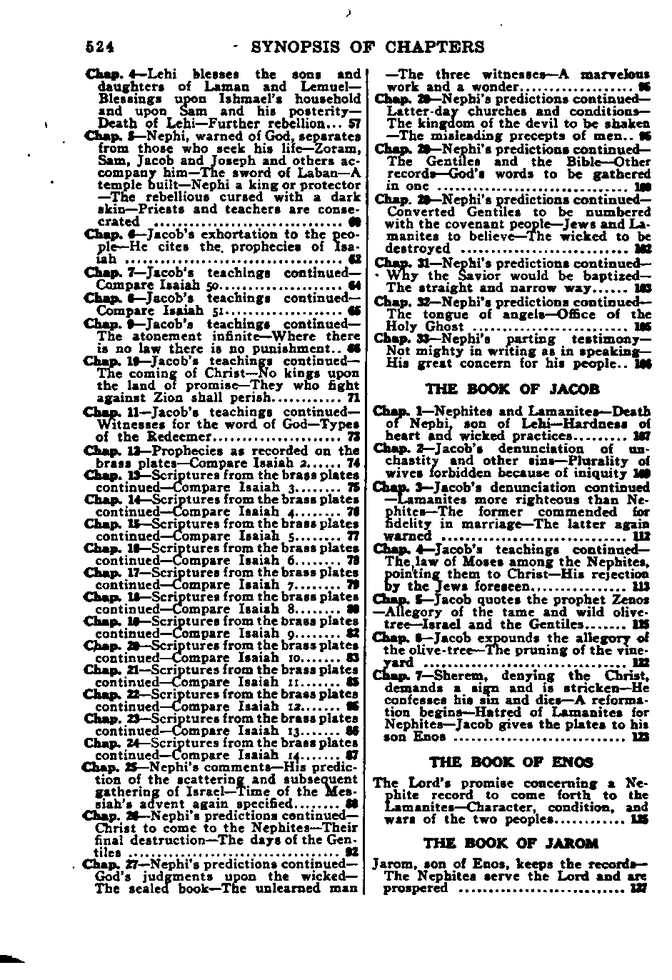 524 - SYNOPSIS OF CHAPTERS
Chap. 4—Lehi blesses the sons and
daughters of Laman and Lemuel—
Blessings upon Ishmael's household
and upon Sam and his posterity—
Death of Lehi—Further rebellion... 57
Chap. 5—Nephi, warned of God, separates
from those who seek his life—Zoram,
Sam, Jacob and Joseph and others ac-
company him—The sword of Laban—A
temple built—Nephi a king or protector
—The rebellious cursed with a dark
skin—Priests and teachers are conse-
crated
Chap. 6—Jacob's exhortation to the peo-
ple—He cites the prophecies of Isa-
iah ..... 62
Chap. 7—Jacob's teachings continued—
Compare Isaiah 50..... 64
Chap. 8—Jacob's teachings continued—
Compare Isaiah 51..... 65
Chap. 9—Jacob's teachings continued—
The atonement infinite—Where there
is no law there is no punishment.. 66
Chap. 10—Jacob's teachings continued—
The coming of Christ—No kings upon
the land of promise—They who fight
against Zion shall perish..... 71
Chap. 11—Jacob's teachings continued—
Witnesses for the word of God—Types
of the Redeemer..... 73
Chap. 12—Prophecies as recorded on the
brass plates—Compare Isaiah 2..... 74
Chap. 13—Scriptures from the brass plates
continued—Compare Isaiah 3..... 75
Chap. 14—Scriptures from the brass plates
continued—Compare Isaiah 4..... 76
Chap. 15—Scriptures from the brass plates
continued—Compare Isaiah 5..... 77
Chap. 16—Scriptures from the brass plates
continued—Compare Isaiah 6..... 78
Chap. 17—Scriptures from the brass plates
continued—Compare Isaiah 7..... 79
Chap. 18—Scriptures from the brass plates
continued—Compare Isaiah 8..... 80
Chap. 19—Scriptures from the brass plates
continued—Compare Isaiah 9..... 82
Chap. 20—Scriptures from the brass plates
continued—Compare Isaiah 10..... 83
Chap. 21—Scriptures from the brass plates
continued—Compare Isaiah 11..... 85
Chap. 22—Scriptures from the brass plates
continued—Compare Isaiah 12.....
Chap. 23—Scriptures from the brass plates
continued—Compare Isaiah 13..... 86
Chap. 24—Scriptures from the brass plates
continued—Compare Isaiah 14..... 87
Chap. 25—Nephi's comments—His predic-
tion of the scattering and subsequent
gathering of Israel—Time of the Mes-
siah's advent again specified..... 88
Chap. 26—Nephi's predictions continued—
Christ to come to the Nephites—Their
final destruction—The days of the Gen-
tiles ..... 92
Chap. 27—Nephi's predictions continued—
God's judgments upon the wicked—
The sealed book—The unlearned man
—The three witnesses—A marvelous
work and a wonder.....
Chap. 28—Nephi's predictions continued—
Latter-day churches and conditions—
The kingdom of the devil to be shaken
—The misleading precepts of men..
Chap. 29—Nephi's predictions continued—
The Gentiles and the Bible—Other
records—God's words to be gathered
in one ..... 100
Chap. Nephi's predictions continued—
Converted Gentiles to be numbered
with the covenant people—Jews and La-
manites to believe—The wicked to be
destroyed ..... 102
Chap. 31—Nephi's predictions continued—
Why the Savior would be baptized—
The straight and narrow way...... 103
Chap. 32—Nephi's predictions continued—
The tongue of angels—Office of the
Holy Ghost ..... 105
Chap. 33—Nephi's parting testimony—
Not mighty in writing as in speaking—
His great concern for his people.. 106
THE BOOK OF JACOB
Chap. 1—Nephites and Lamanites—Death
of Nephi, son of Lehi—Hardness of
heart and wicked practices......... 107
Chap. 2—Jacob's denunciation of un-
chastity and other sins—Plurality of
wives forbidden because of iniquity 109
Chap. 3—Jacob's denunciation continued
—Lamanites more righteous than Ne-
phites—The former commended for
fidelity in marriage—The latter again
warned ..... 112
Chap. 4—Jacob's teachings continued—
The law of Moses among the Nephites,
pointing them to Christ—His rejection
by the Jews foreseen..... 113
Chap. 5—Jacob quotes the prophet Zenos
—Allegory of the tame and wild olive-
tree—Israel and the Gentiles....... 115
Chap. 6—Jacob expounds the allegory of
the olive-tree—The pruning of the vine-
yard ..... 122
Chap. 7—Sherem, denying the Christ,
demands a sign and is stricken—He
confesses his sin and dies—A reforma-
tion begins—Hatred of Lamanites for
Nephites—Jacob gives the plates to his
son Enos ..... 123
THE BOOK OF ENOS
The Lord's promise concerning a Ne-
phite record to come forth to the
Lamanites—Character, condition, and
wars of the two peoples..... 125
THE BOOK OF JAROM
Jarom, son of Enos, keeps the records—
The Nephites serve the Lord and are
prospered ..... 127